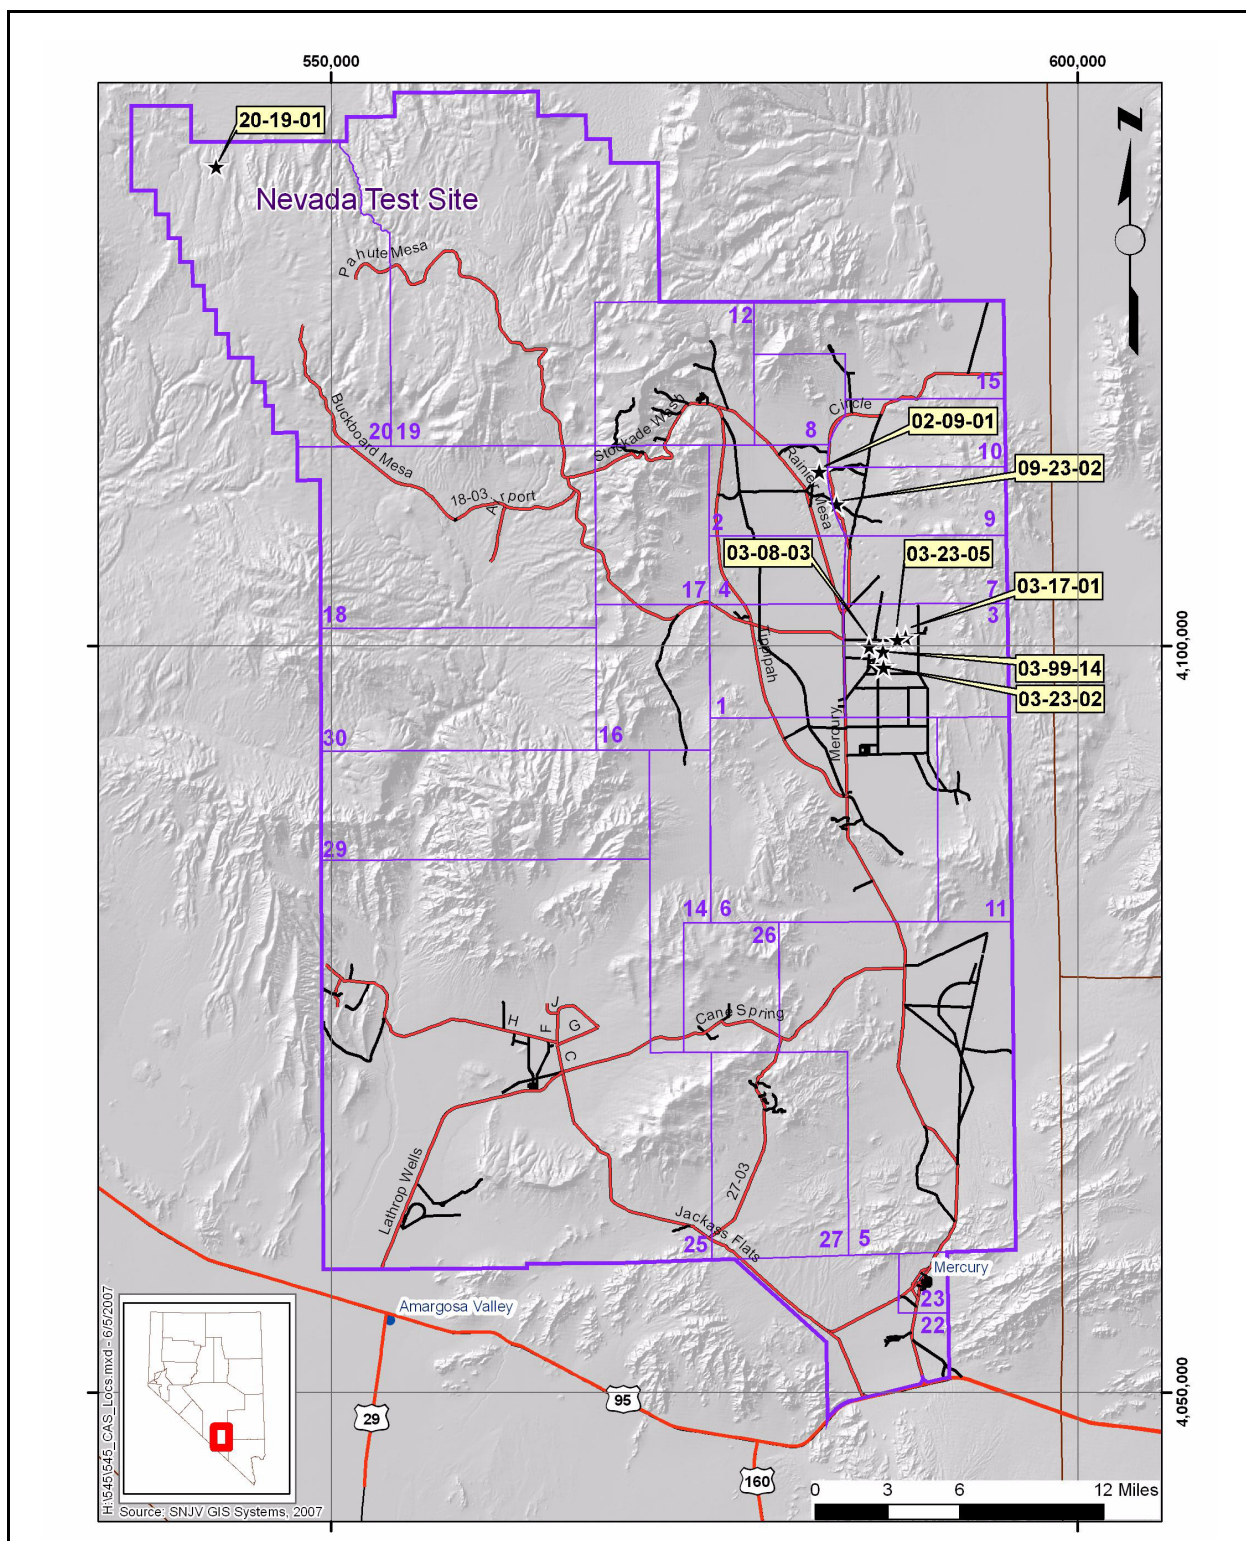 550,000
600,000
20-19-01
Z
Nevada Test Site
Pahute Mesa
12
15
Circle
02-09-01
Buckboard Mesa
20
19
Stockade Wash
8
10
09-23-02
Rainier Mesa
18-03
Airport
2
9
03-08-03
03-23-05
03-17-01
17
4
7
3
18
Tippipah
4,100,000
03-99-14
03-23-02
1
Mercury
30
16
29
14
6
11
26
J
H
F
G
Cane Spring
C
Lathrop Wells
27-03
Jackass Flats
25
27
5
Mercury
23
22
Amargosa Valley
95
29
160
4,050,000
H:\545\545_CAS_Locs.mxd - 6/5/2007
Source: SNJV GIS Systems, 2007
0 3 6 12 Miles